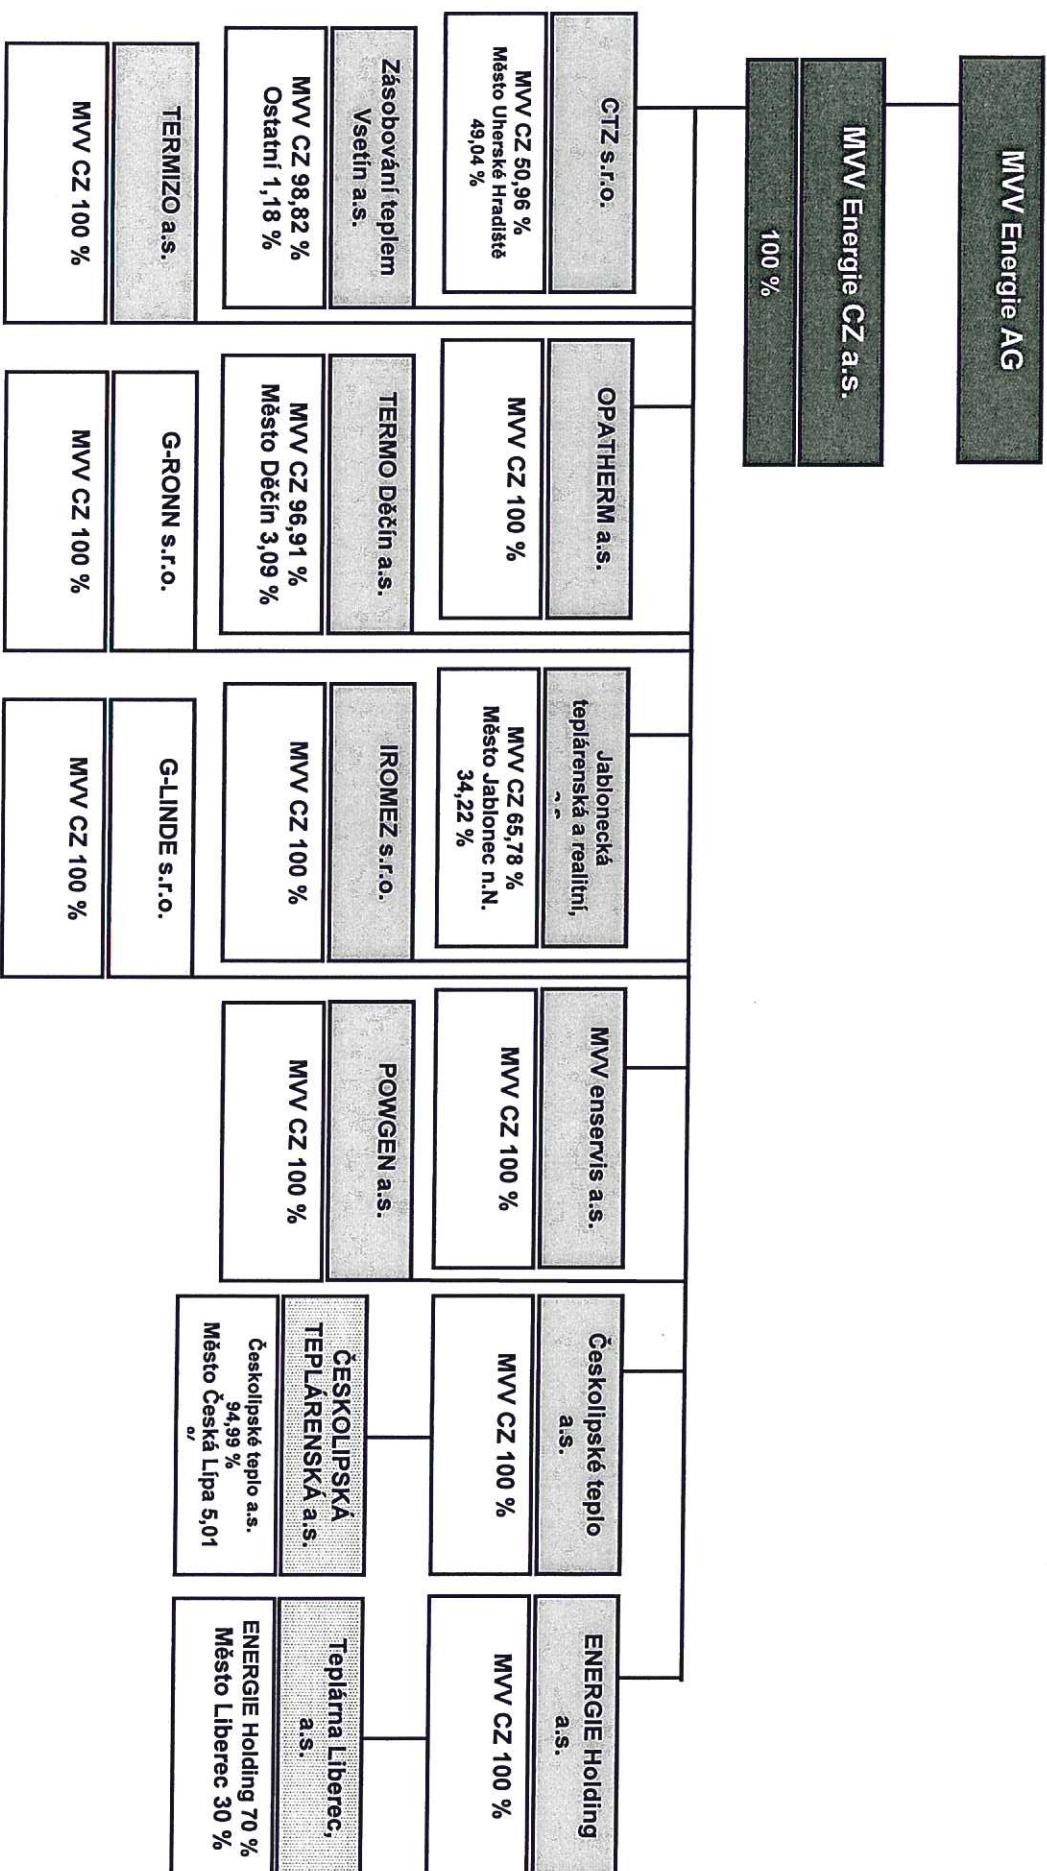 MVV Energie AG
MVV Energie CZ a.s.
100 %
CTZ s.r.o.
MVV CZ 50,96 %
Město Uherské Hradiště
49,04 %
OPATHERM a.s.
MVV CZ 100 %
Jablonecká
teplárenská a realitní,
MVV CZ 65,78 %
Město Jablonec n.N.
34,22 %
MVV enservis a.s.
MVV CZ 100 %
Českolipské teplo
a.s.
MVV CZ 100 %
ENERGIE Holding
a.s.
MVV CZ 100 %
Zásobování teplem
Vsetín a.s.
MVV CZ 98,82 %
Ostatní 1,18 %
TERMO Děčín a.s.
MVV CZ 96,91 %
Město Děčín 3,09 %
IROMEZ s.r.o.
MVV CZ 100 %
POWGEN a.s.
MVV CZ 100 %
ČESKOLIPSKÁ
TEPLÁRENSKÁ a.s.
Českolipské teplo a.s.
94,99 %
Město Česká Lípa 5,01
Teplárna Liberec,
a.s.
ENERGIE Holding 70 %
Město Liberec 30 %
TERMIZO a.s.
MVV CZ 100 %
G-RONN s.r.o.
MVV CZ 100 %
G-LINDE s.r.o.
MVV CZ 100 %